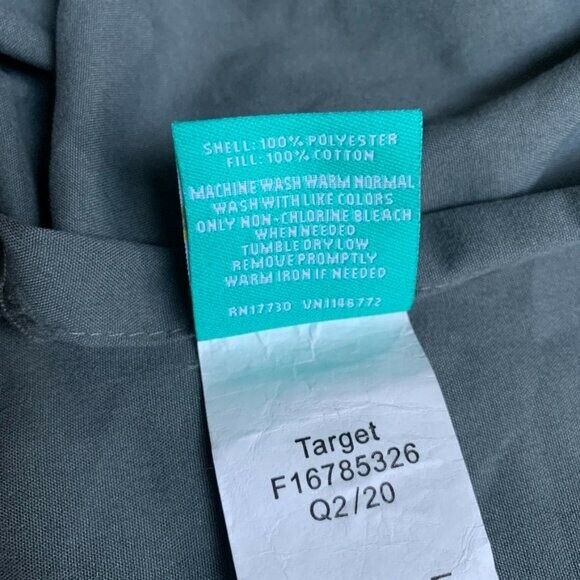 SHELL: 100% POLYESTER
FILL: 100% COTTON
MACHINE WASH WARM NORMAL
WASH WITH LIKE COLORS
ONLY NON-CHLORINE BLEACH
WHEN NEEDED
TUMBLE DRY LOW
REMOVE PROMPTLY
WARM IRON IF NEEDED
RN17730 VN1146772
Target
F16785326
Q2/20